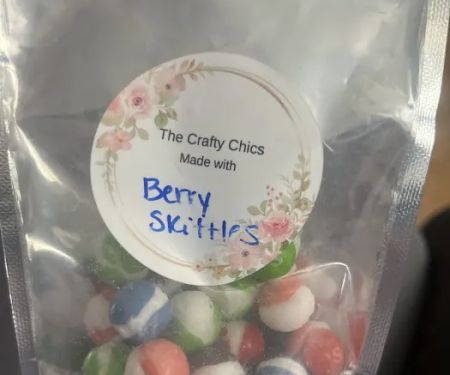 The Crafty Chics
Made with
Berry
Skittles